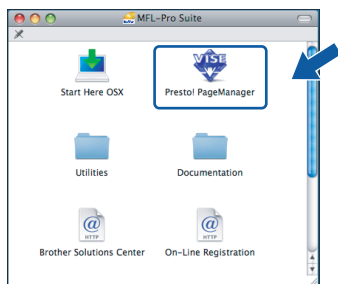 MFL-Pro Suite
Start Here OSX
VISE
Presto! PageManager
Utilities
Documentation
@
HTTP
@
HTTP
Brother Solutions Center
On-Line Registration